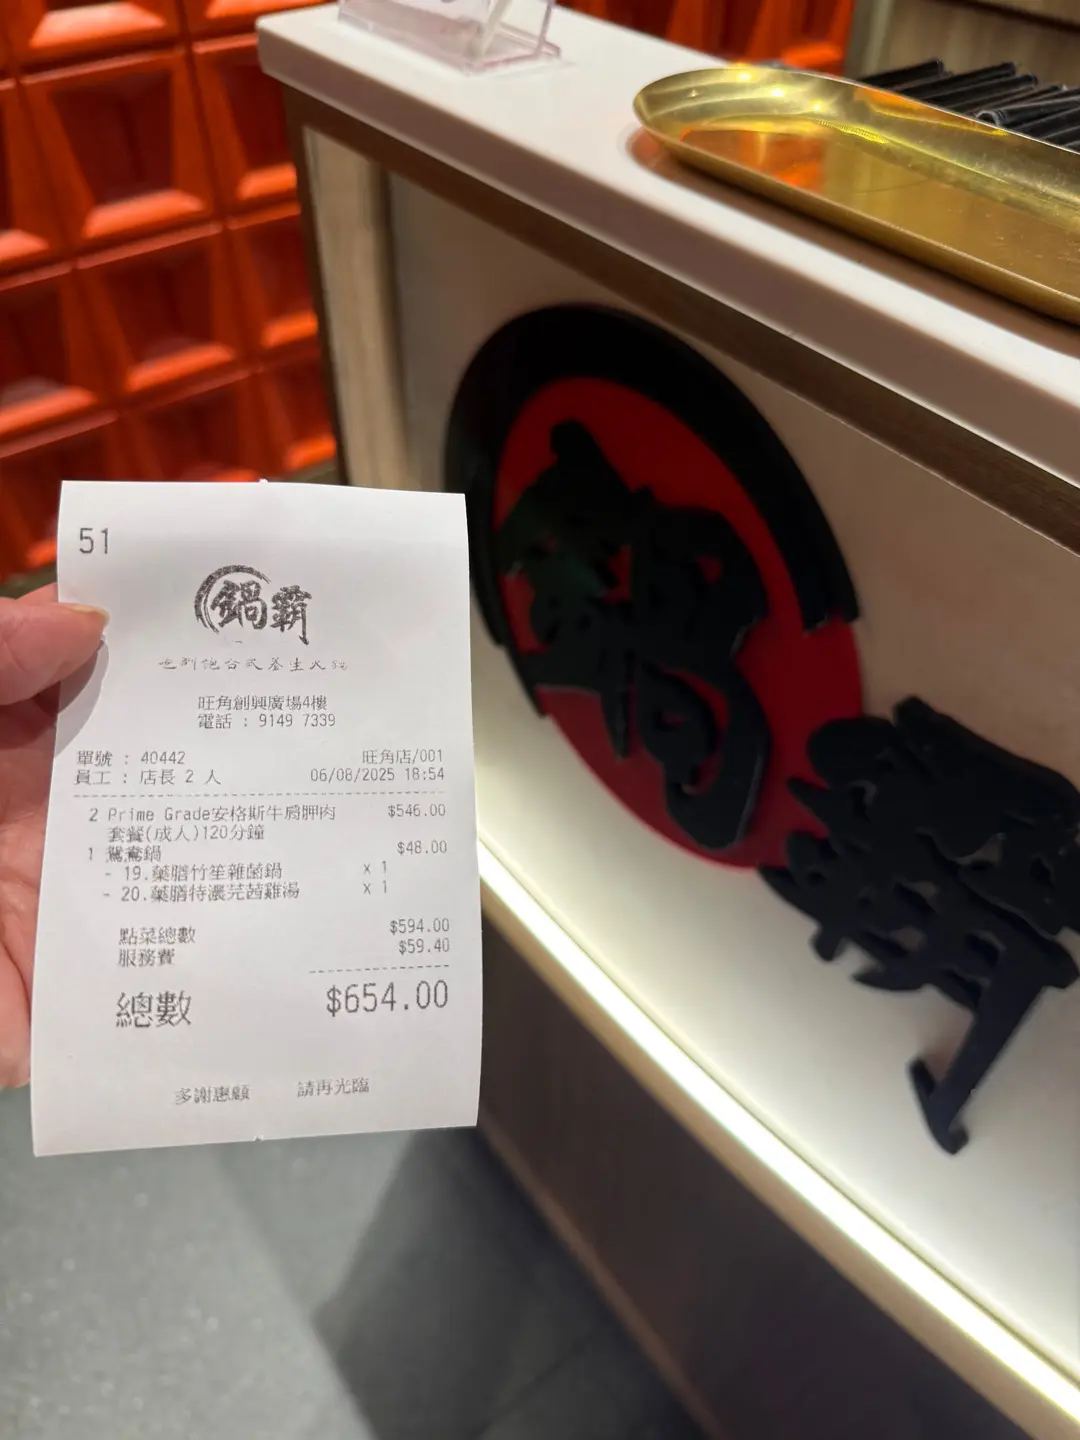 51
鍋霸
旺角創興廣場4樓
電話 : 9149 7339
單號 : 40442 旺角店/001
員工 : 店長 2 人 06/08/2025 18:54
2 Prime Grade安格斯牛肩胛肉 $546.00
套餐(成人)120分鐘
1 鴛鴦鍋 $48.00
- 19.藥膳竹笙雜菌鍋 x 1
- 20.藥膳特濃芫茜雞湯 x 1
點菜總數 $594.00
服務費 $59.40
總數 $654.00
多謝惠顧 請再光臨
鍋霸